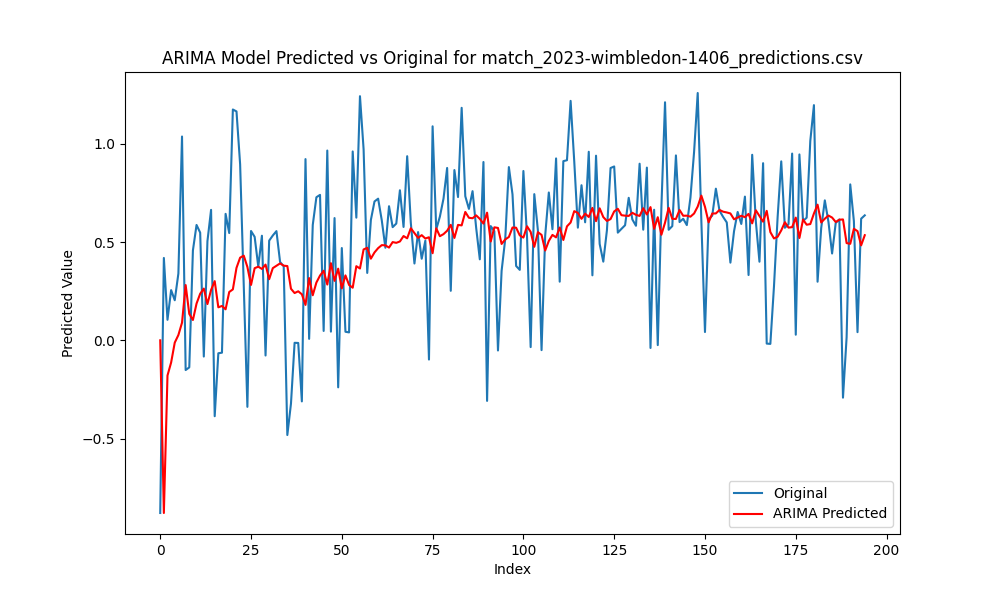 ARIMA Model Predicted vs Original for match_2023-wimbledon-1406_predictions.csv
Predicted Value
1.0
0.5
0.0
−0.5
0 25 50 75 100 125 150 175 200
Index
Original
ARIMA Predicted